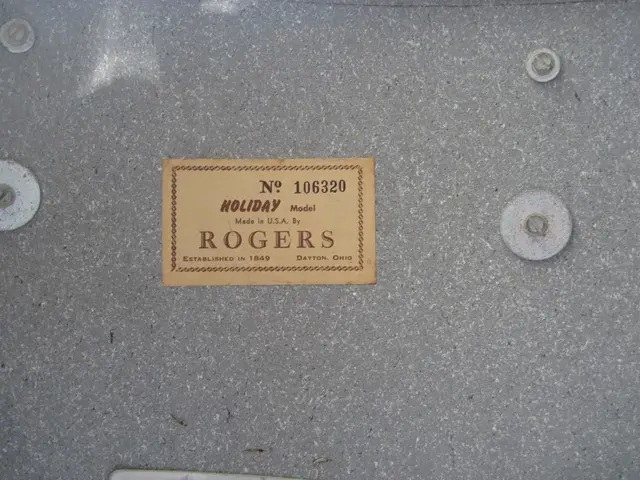 Nº 106320
HOLIDAY Model
Made in U.S.A. By
ROGERS
ESTABLISHED IN 1849 DAYTON, OHIO